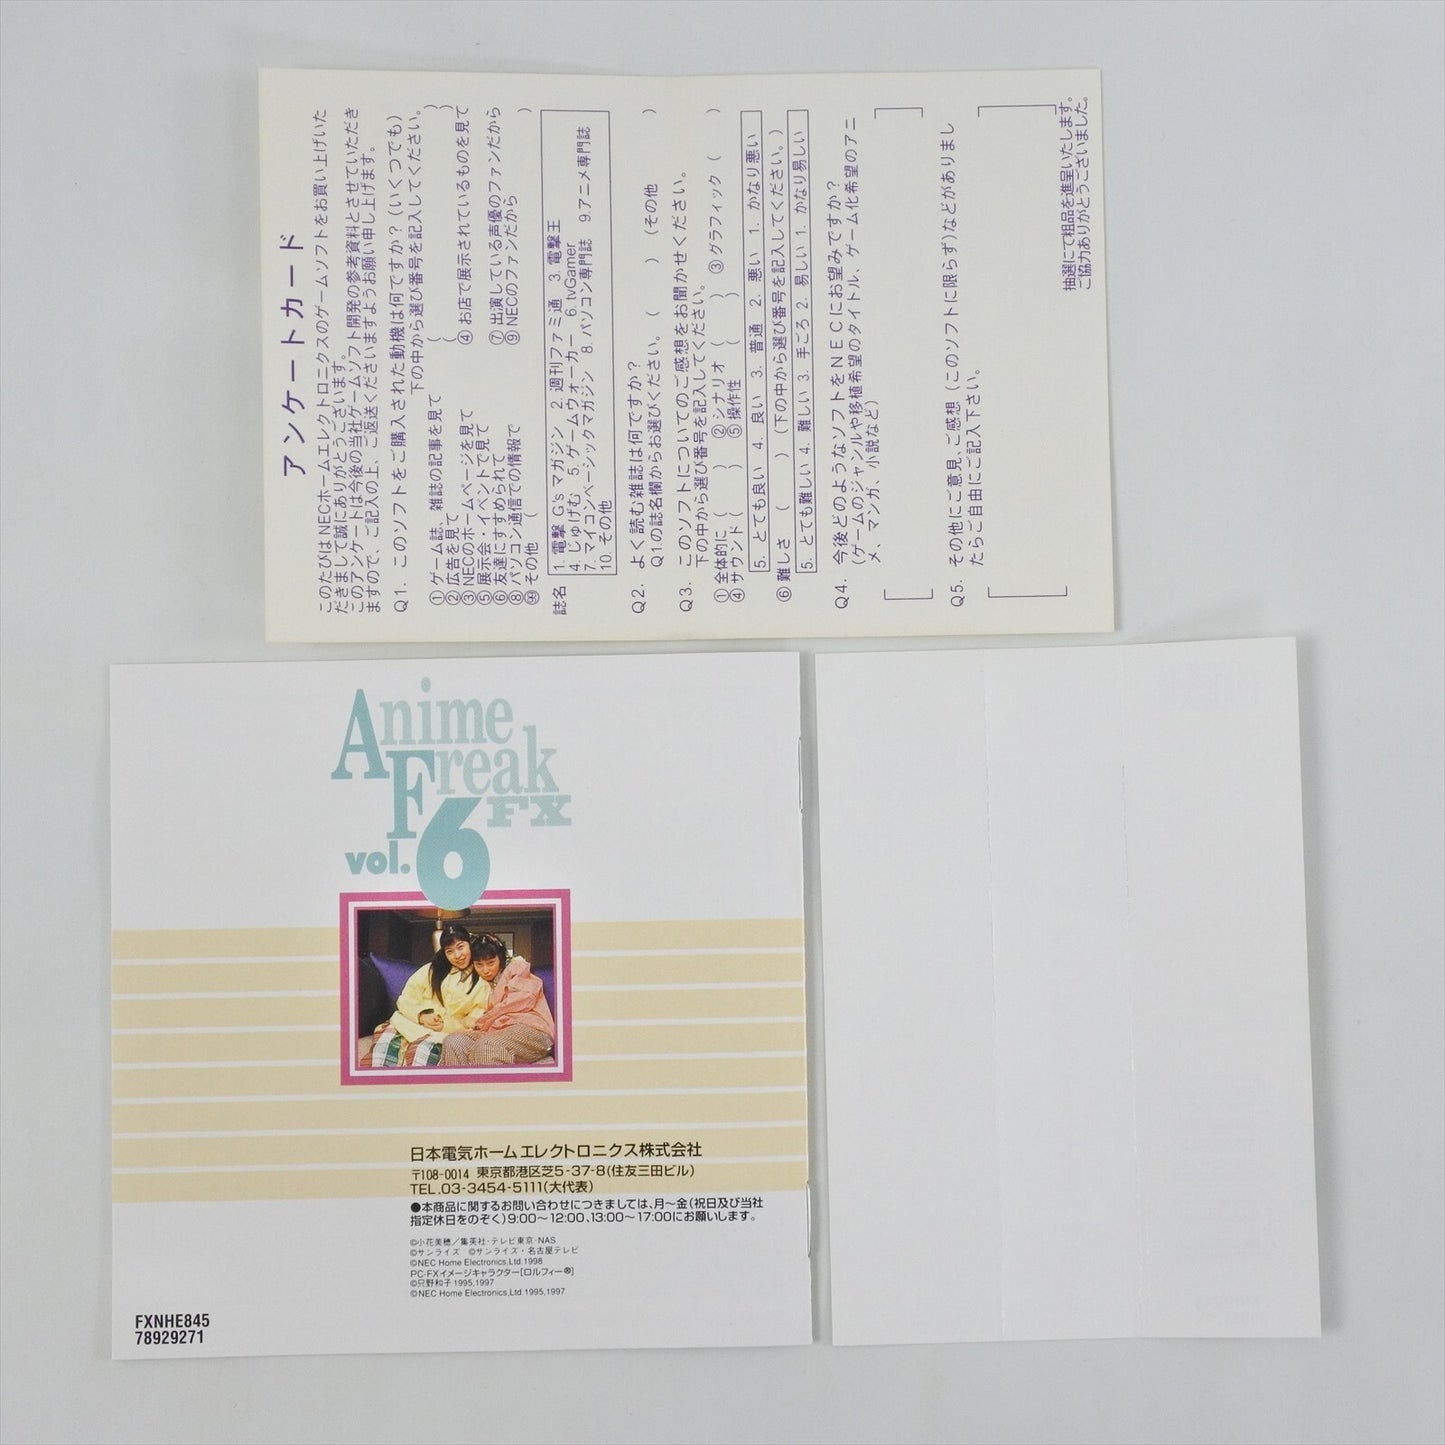 アンケートカード
このたびはNECホームエレクトロニクスのゲームソフトをお買い上げいた
だきまして誠にありがとうございます。
このアンケートは今後の当社ゲームソフト開発の参考資料とさせていただき
ますので、ご記入の上、ご返送くださいますようお願い申し上げます。
Q1. このソフトをご購入された動機は何ですか？(いくつでも)
下の中から選び番号を記入してください。
① ゲーム誌、雑誌の記事を見て ( )
② 広告を見て ( )
③ NECのホームページを見て ④ お店で展示されているものを見て
⑤ 展示会・イベントで見て
⑥ 友達にすすめられて ⑦ 出演している声優のファンだから
⑧ パソコン通信での情報で ⑨ NECのファンだから
⑩ その他 ( )
誌名
1. 電撃 G'sマガジン 2. 週刊ファミ通 3. 電撃王
4. じゅげむ 5. ゲームウォーカー 6. tvGamer
7. マイコンベーシックマガジン 8. パソコン専門誌 9. アニメ専門誌
10. その他
Q2. よく読む雑誌は何ですか？
Q1の誌名欄からお選びください。( ) (その他 )
Q3. このソフトについてのご感想をお聞かせください。
下の中から選び番号を記入してください。
① 全体的に ( ) ② シナリオ ( ) ③ グラフィック ( )
④ サウンド ( ) ⑤ 操作性 ( )
5. とても良い 4. 良い 3. 普通 2. 悪い 1. かなり悪い
⑥ 難しさ ( ) (下の中から選び番号を記入してください。)
5. とても難しい 4. 難しい 3. 手ごろ 2. 易しい 1. かなり易しい
Q4. 今後どのようなソフトをNECにお望みですか？
(ゲームのジャンルや移植希望のタイトル、ゲーム化希望のアニ
メ、マンガ、小説など)
Q5. その他にご意見、ご感想 (このソフトに限らず)などがありまし
たらご自由にご記入下さい。
抽選にて粗品を進呈いたします。
ご協力ありがとうございました。
Anime
Freak
FX
vol.6
日本電気ホームエレクトロニクス株式会社
〒108-0014 東京都港区芝5-37-8(住友三田ビル)
TEL.03-3454-5111(大代表)
●本商品に関するお問い合わせにつきましては、月〜金(祝日及び当社
指定休日をのぞく)9:00〜12:00、13:00〜17:00にお願いします。
©小花美穂／集英社・テレビ東京・NAS
©サンライズ ©サンライズ・名古屋テレビ
©NEC Home Electronics,Ltd.1998
PC-FXイメージキャラクター[ロルフィー®]
©只野和子1995,1997
©NEC Home Electronics,Ltd.1995,1997
FXNHE845
78929271